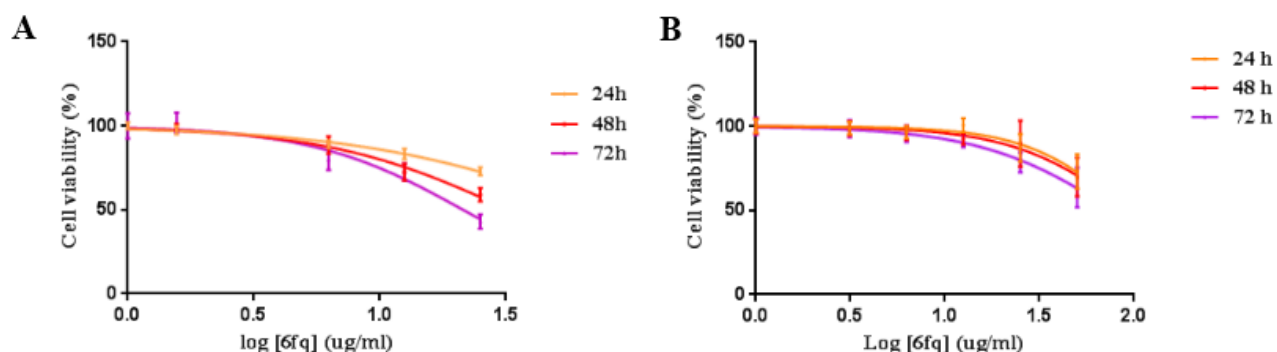 A
150
100
50
0
Cell viability (%)
0.0 0.5 1.0 1.5
log [6fq] (ug/ml)
24h
48h
72h
B
150
100
50
0
Cell viability (%)
0.0 0.5 1.0 1.5 2.0
Log [6fq] (ug/ml)
24 h
48 h
72 h